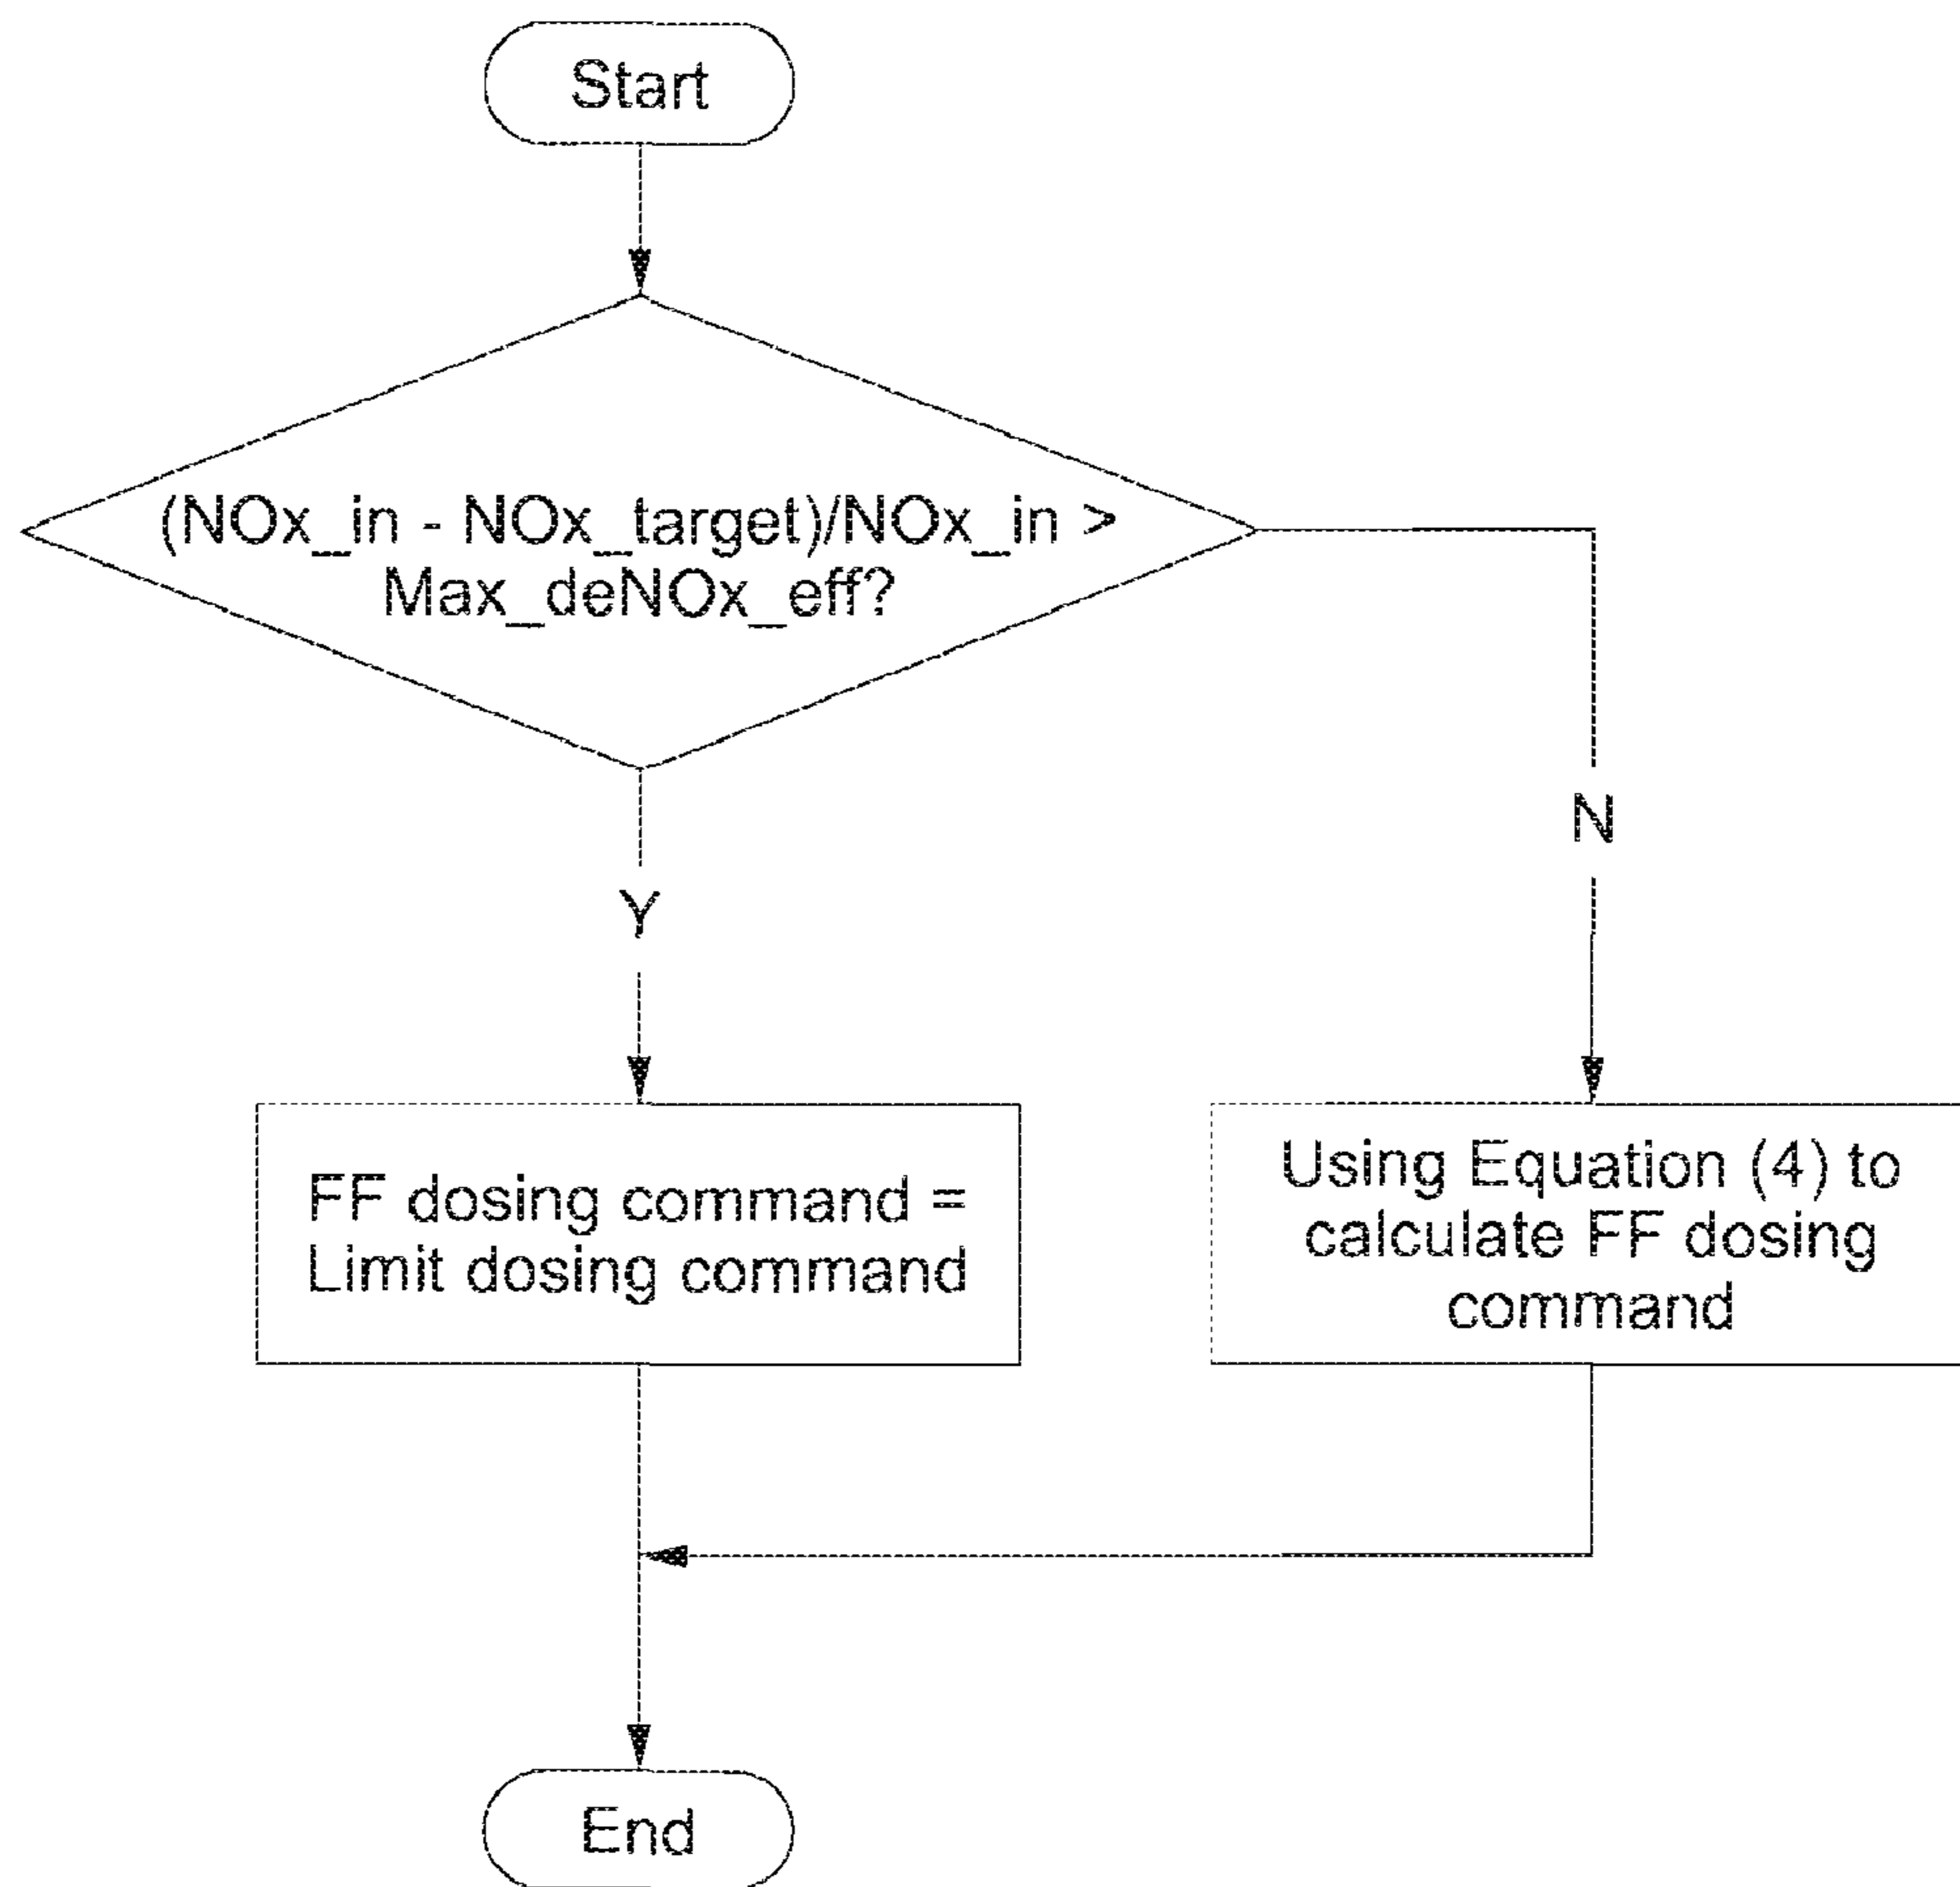 Start
(NOx_in - NOx_target)/NOx_in >
Max_deNOx_eff?
N
Y
FF dosing command =
Limit dosing command
Using Equation (4) to
calculate FF dosing
command
End